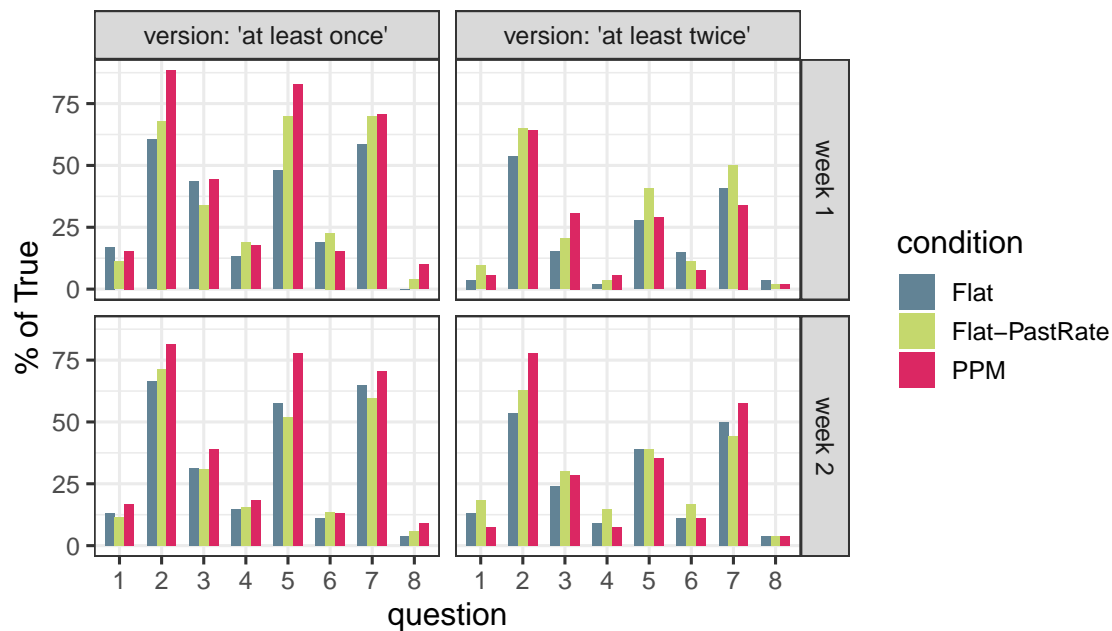 version: 'at least once'
version: 'at least twice'
75
50
25
0
week 1
75
50
25
0
week 2
% of True
1 2 3 4 5 6 7 8
1 2 3 4 5 6 7 8
question
condition
Flat
Flat−PastRate
PPM